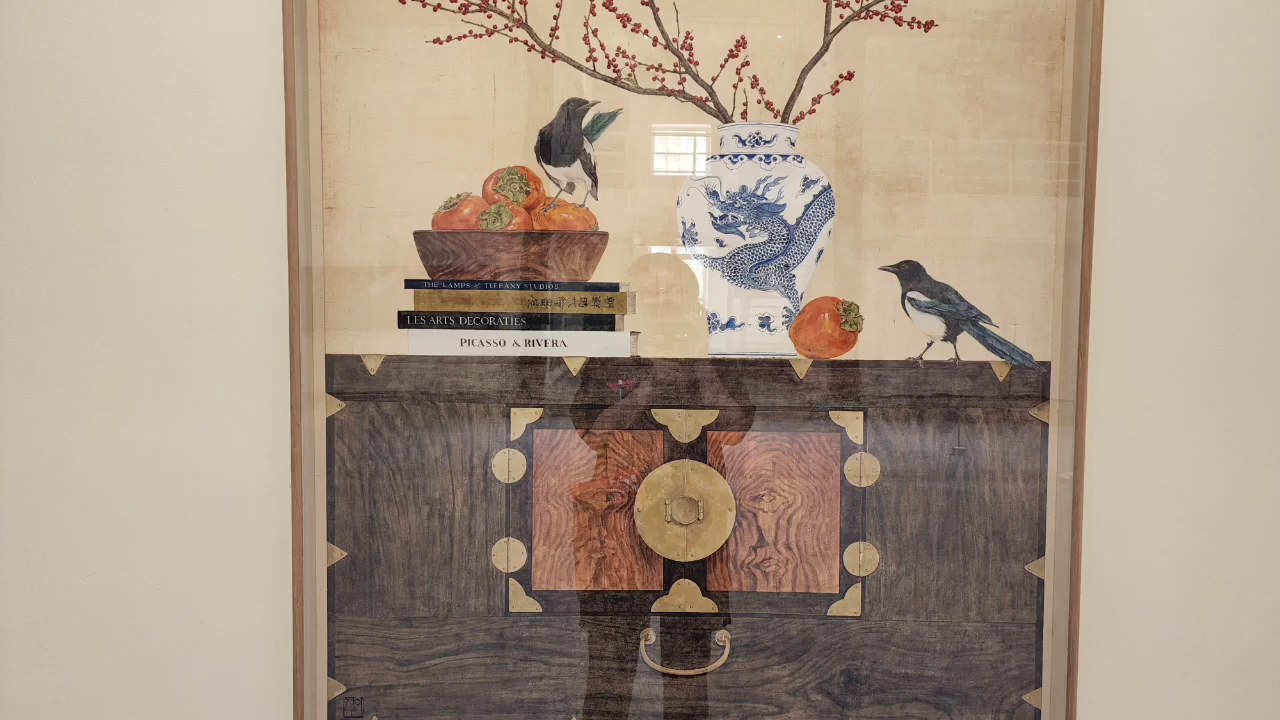 THE LAMPS of TIFFANY STUDIOS
LES ARTS DECORATIES
PICASSO & RIVERA